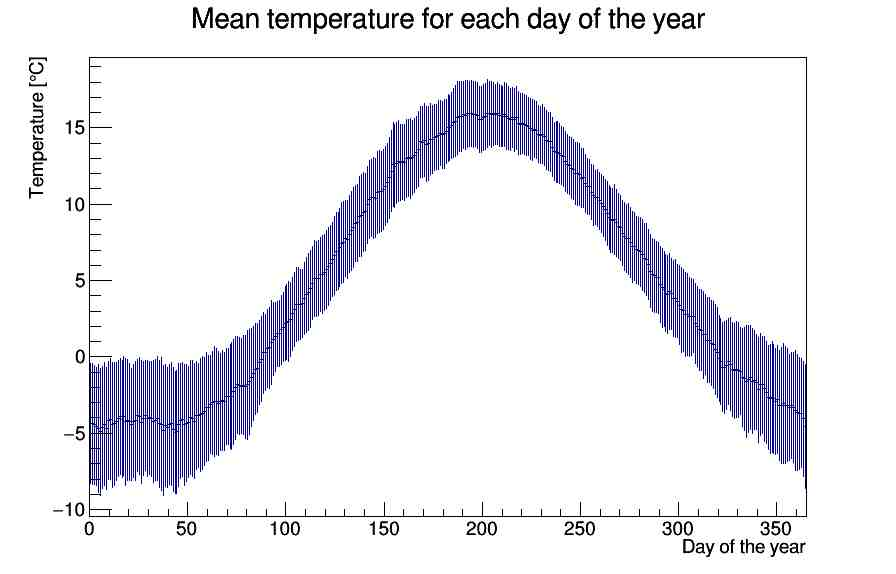 Mean temperature for each day of the year
Temperature [°C]
15
10
5
0
−5
−10
0 50 100 150 200 250 300 350
Day of the year